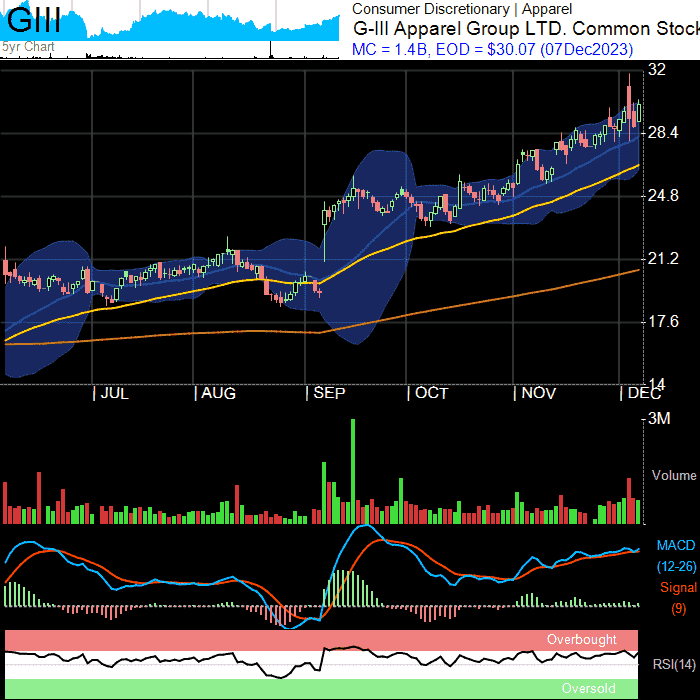 GIII
5yr Chart
Consumer Discretionary | Apparel
G-III Apparel Group LTD. Common Stock
MC = 1.4B, EOD = $30.07 (07Dec2023)
32
28.4
24.8
21.2
17.6
14
| JUL | AUG | SEP | OCT | NOV | DEC
3M
Volume
MACD
(12-26)
Signal
(9)
Overbought
RSI(14)
Oversold